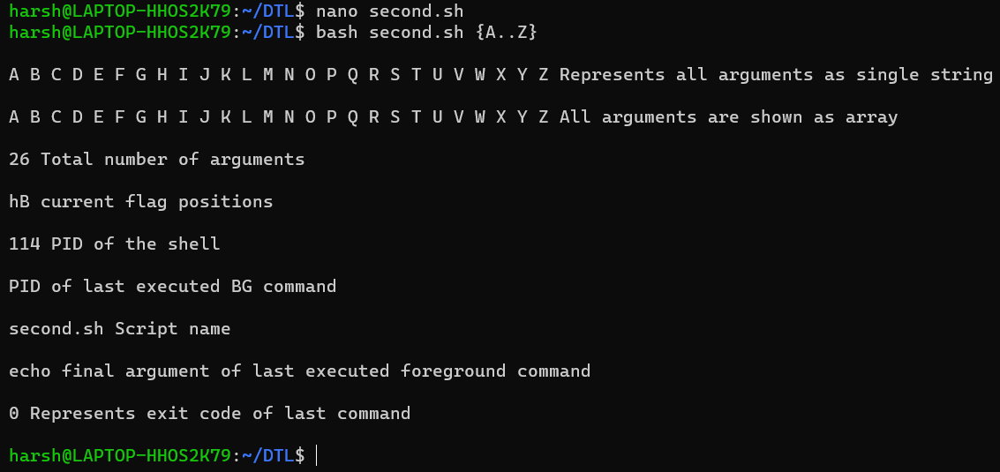 harsh@LAPTOP-HHOS2K79:~/DTL$ nano second.sh
harsh@LAPTOP-HHOS2K79:~/DTL$ bash second.sh {A..Z}
A B C D E F G H I J K L M N O P Q R S T U V W X Y Z Represents all arguments as single string
A B C D E F G H I J K L M N O P Q R S T U V W X Y Z All arguments are shown as array
26 Total number of arguments
hB current flag positions
114 PID of the shell
PID of last executed BG command
second.sh Script name
echo final argument of last executed foreground command
0 Represents exit code of last command
harsh@LAPTOP-HHOS2K79:~/DTL$